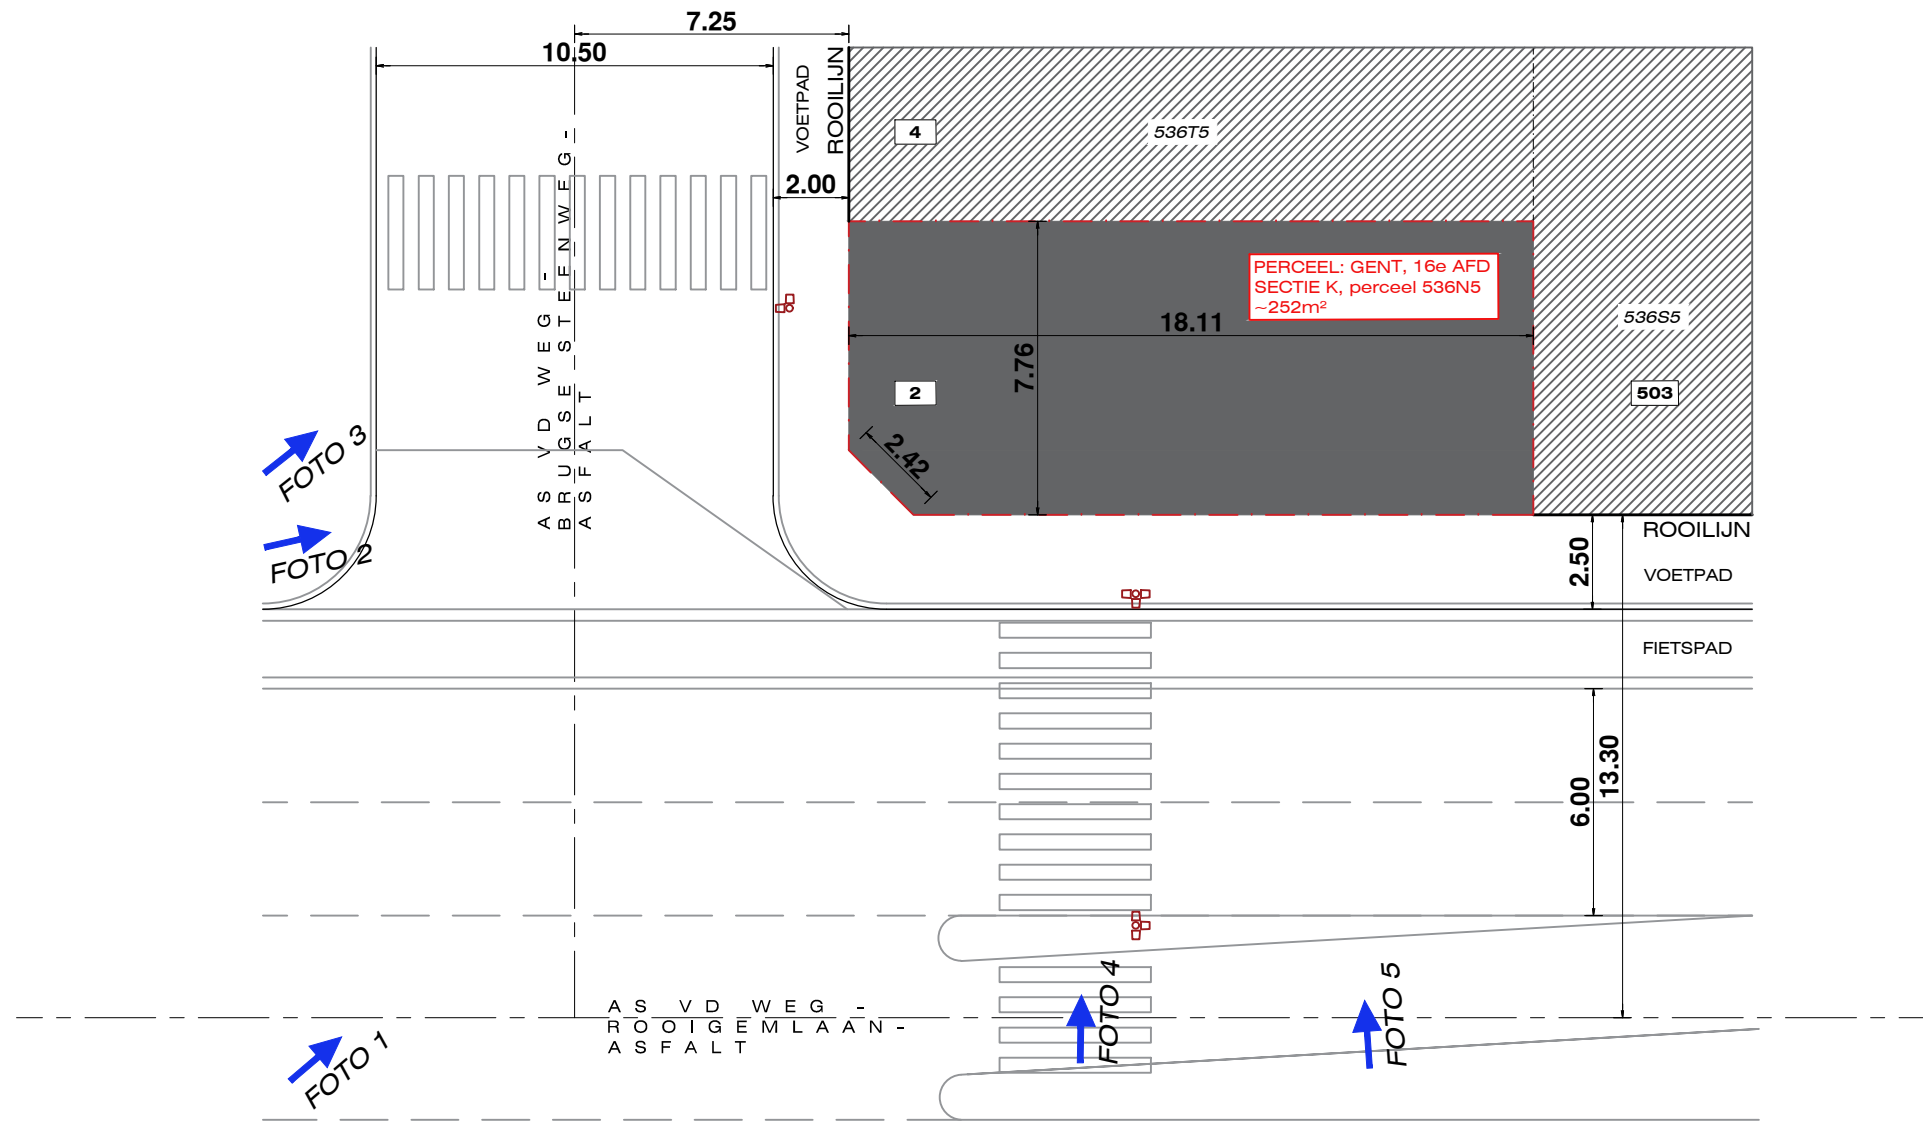 7.25
10.50
VOETPAD
ROOILIJN
4
536T5
2.00
PERCEEL: GENT, 16e AFD
SECTIE K, perceel 536N5
~252m²
18.11
7.76
536S5
2
503
2.42
AS VD WEG -
BRUGSE STEENWEG -
ASFALT
FOTO 3
FOTO 2
ROOILIJN
2.50
VOETPAD
FIETSPAD
13.30
6.00
FOTO 4
FOTO 5
AS VD WEG -
ROOIGEMLAAN-
ASFALT
FOTO 1